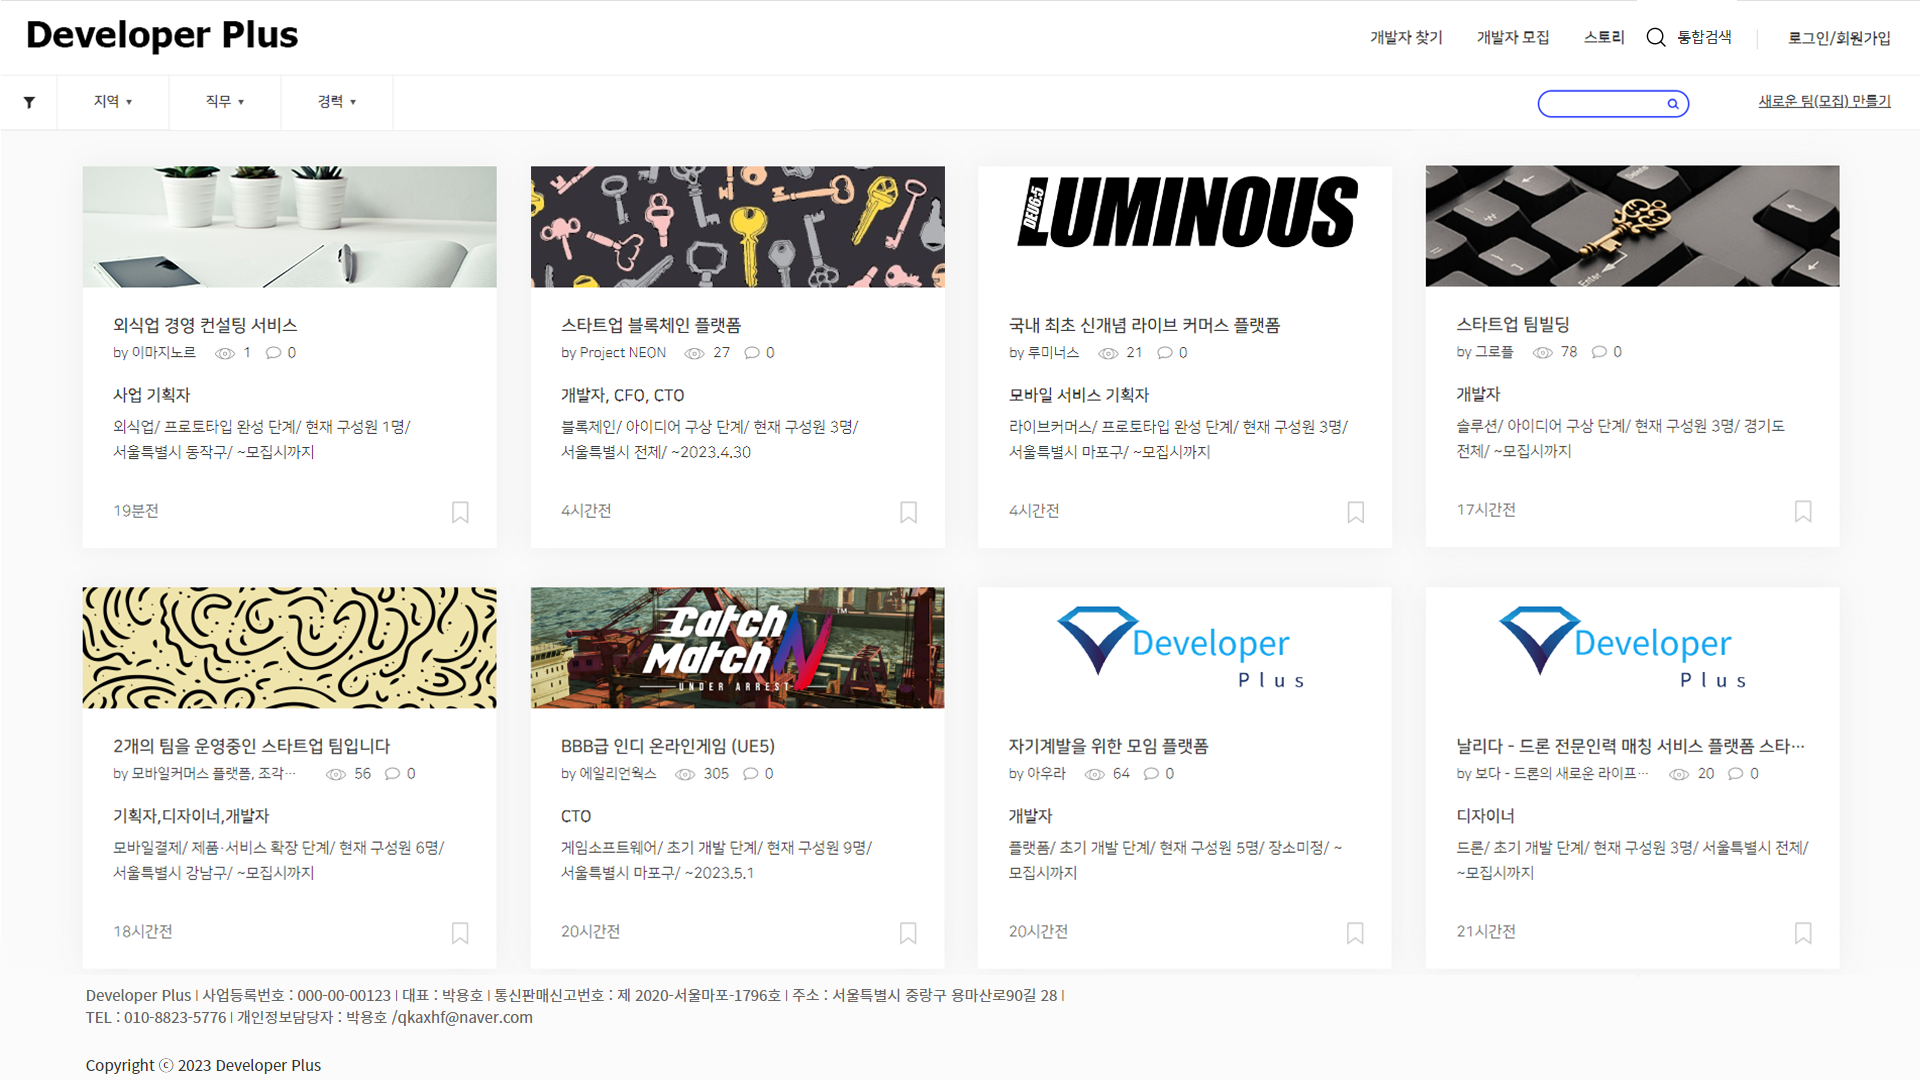 Developer Plus
개발자 찾기
개발자 모집
스토리
통합검색
로그인/회원가입
지역 ▼
직무 ▼
경력 ▼
새로운 팀(모집) 만들기
DEUG:5 LUMINOUS
Enter
Delete
외식업 경영 컨설팅 서비스
by 이마지노르 1 0
사업 기획자
외식업/ 프로토타입 완성 단계/ 현재 구성원 1명/
서울특별시 동작구/ ~모집시까지
19분전
스타트업 블록체인 플랫폼
by Project NEON 27 0
개발자, CFO, CTO
블록체인/ 아이디어 구상 단계/ 현재 구성원 3명/
서울특별시 전체/ ~2023.4.30
4시간전
국내 최초 신개념 라이브 커머스 플랫폼
by 루미너스 21 0
모바일 서비스 기획자
라이브커머스/ 프로토타입 완성 단계/ 현재 구성원 3명/
서울특별시 마포구/ ~모집시까지
4시간전
스타트업 팀빌딩
by 그로플 78 0
개발자
솔루션/ 아이디어 구상 단계/ 현재 구성원 3명/ 경기도
전체/ ~모집시까지
17시간전
2개의 팀을 운영중인 스타트업 팀입니다
by 모바일커머스 플랫폼, 조각··· 56 0
기획자,디자이너,개발자
모바일결제/ 제품·서비스 확장 단계/ 현재 구성원 6명/
서울특별시 강남구/ ~모집시까지
18시간전
Catch
Match N ™
UNDER ARREST
BBB급 인디 온라인게임 (UE5)
by 에일리언웍스 305 0
CTO
게임소프트웨어/ 초기 개발 단계/ 현재 구성원 9명/
서울특별시 마포구/ ~2023.5.1
20시간전
Developer
Plus
자기계발을 위한 모임 플랫폼
by 아우라 64 0
개발자
플랫폼/ 초기 개발 단계/ 현재 구성원 5명/ 장소미정/ ~
모집시까지
20시간전
Developer
Plus
날리다 - 드론 전문인력 매칭 서비스 플랫폼 스타···
by 보다 - 드론의 새로운 라이프··· 20 0
디자이너
드론/ 초기 개발 단계/ 현재 구성원 3명/ 서울특별시 전체/
~모집시까지
21시간전
Developer Plus | 사업등록번호 : 000-00-00123 | 대표 : 박용호 | 통신판매신고번호 : 제 2020-서울마포-1796호 | 주소 : 서울특별시 중랑구 용마산로90길 28 |
TEL : 010-8823-5776 | 개인정보담당자 : 박용호 /qkaxhf@naver.com
Copyright ⓒ 2023 Developer Plus